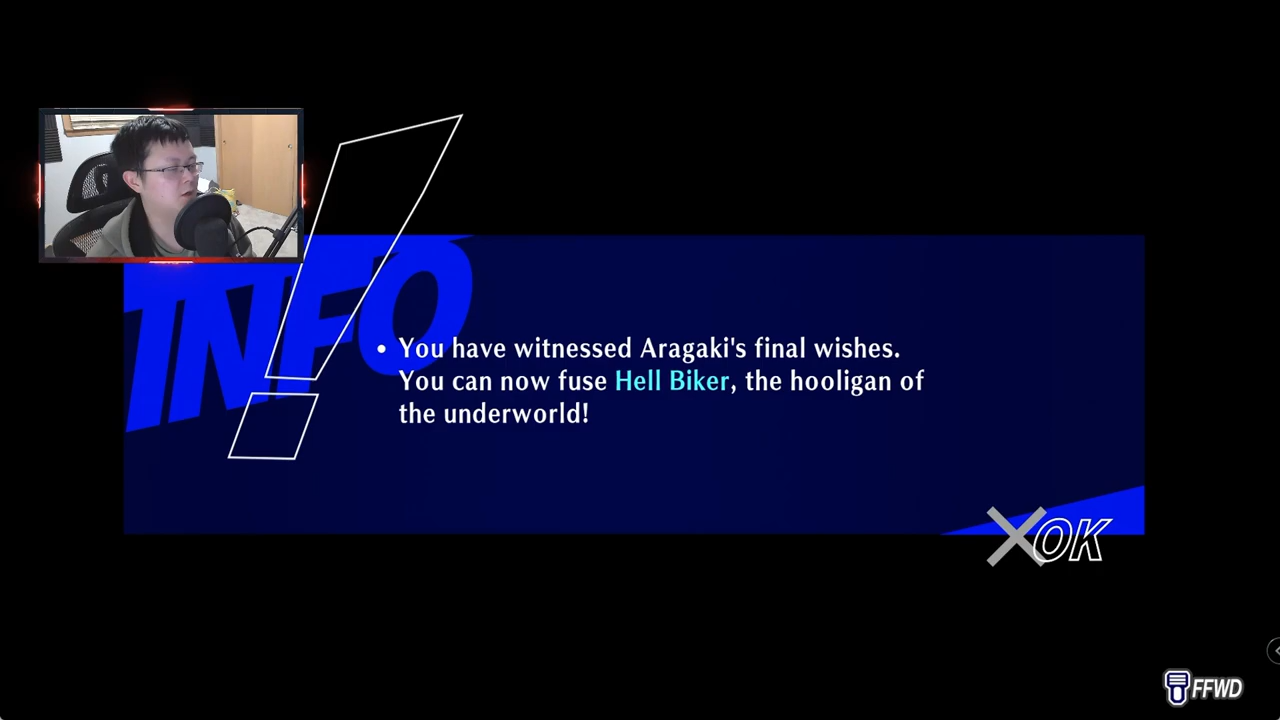 INFO
• You have witnessed Aragaki's final wishes.
You can now fuse Hell Biker, the hooligan of
the underworld!
OK
FFWD